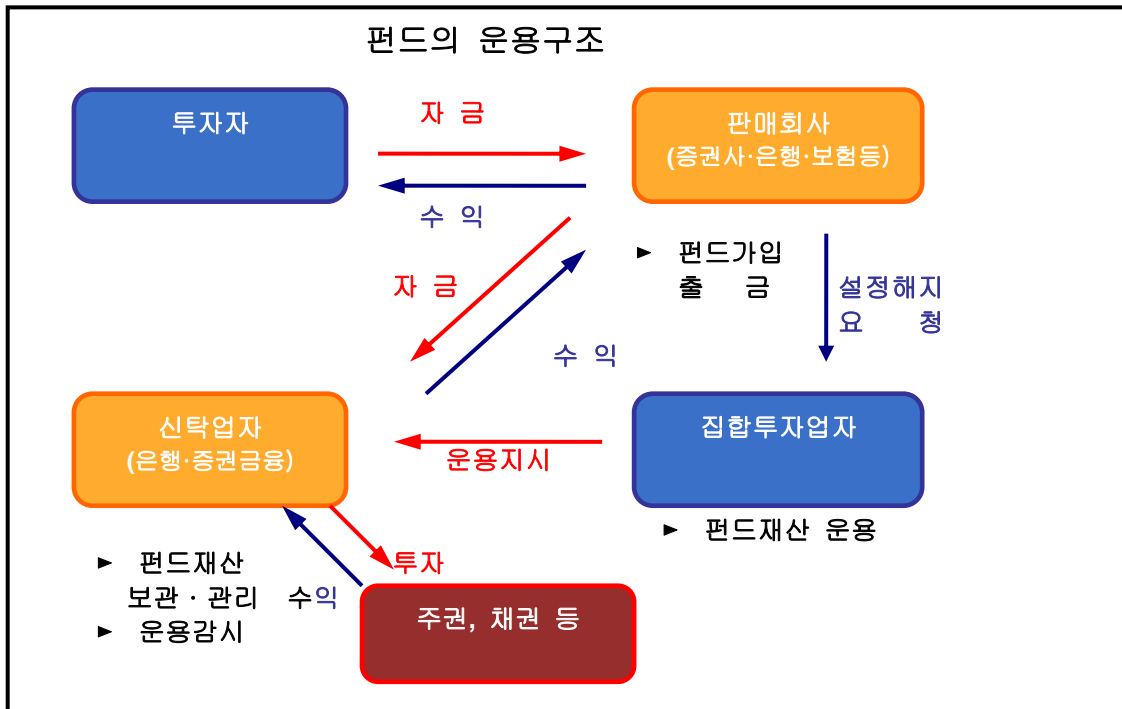 펀드의 운용구조
투자자
자 금
판매회사
(증권사·은행·보험등)
수 익
► 펀드가입
출 금
설정해지
요 청
자 금
수 익
신탁업자
(은행·증권금융)
운용지시
집합투자업자
► 펀드재산 운용
► 펀드재산
보관 · 관리
► 운용감시
수익
투자
주권, 채권 등